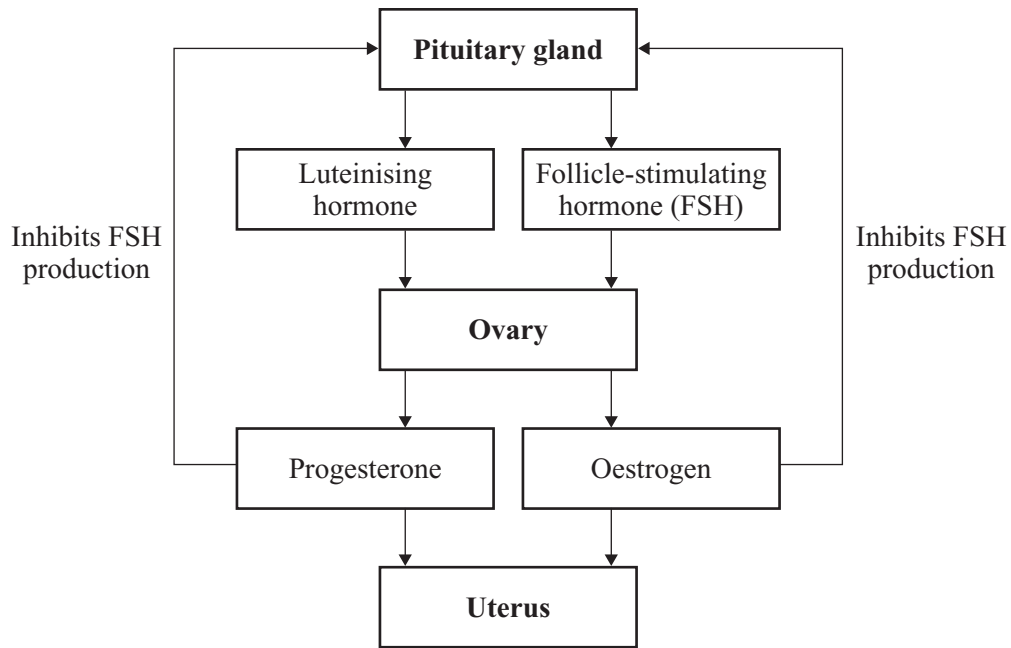 Pituitary gland
Luteinising
hormone
Follicle-stimulating
hormone (FSH)
Inhibits FSH
production
Inhibits FSH
production
Ovary
Progesterone
Oestrogen
Uterus